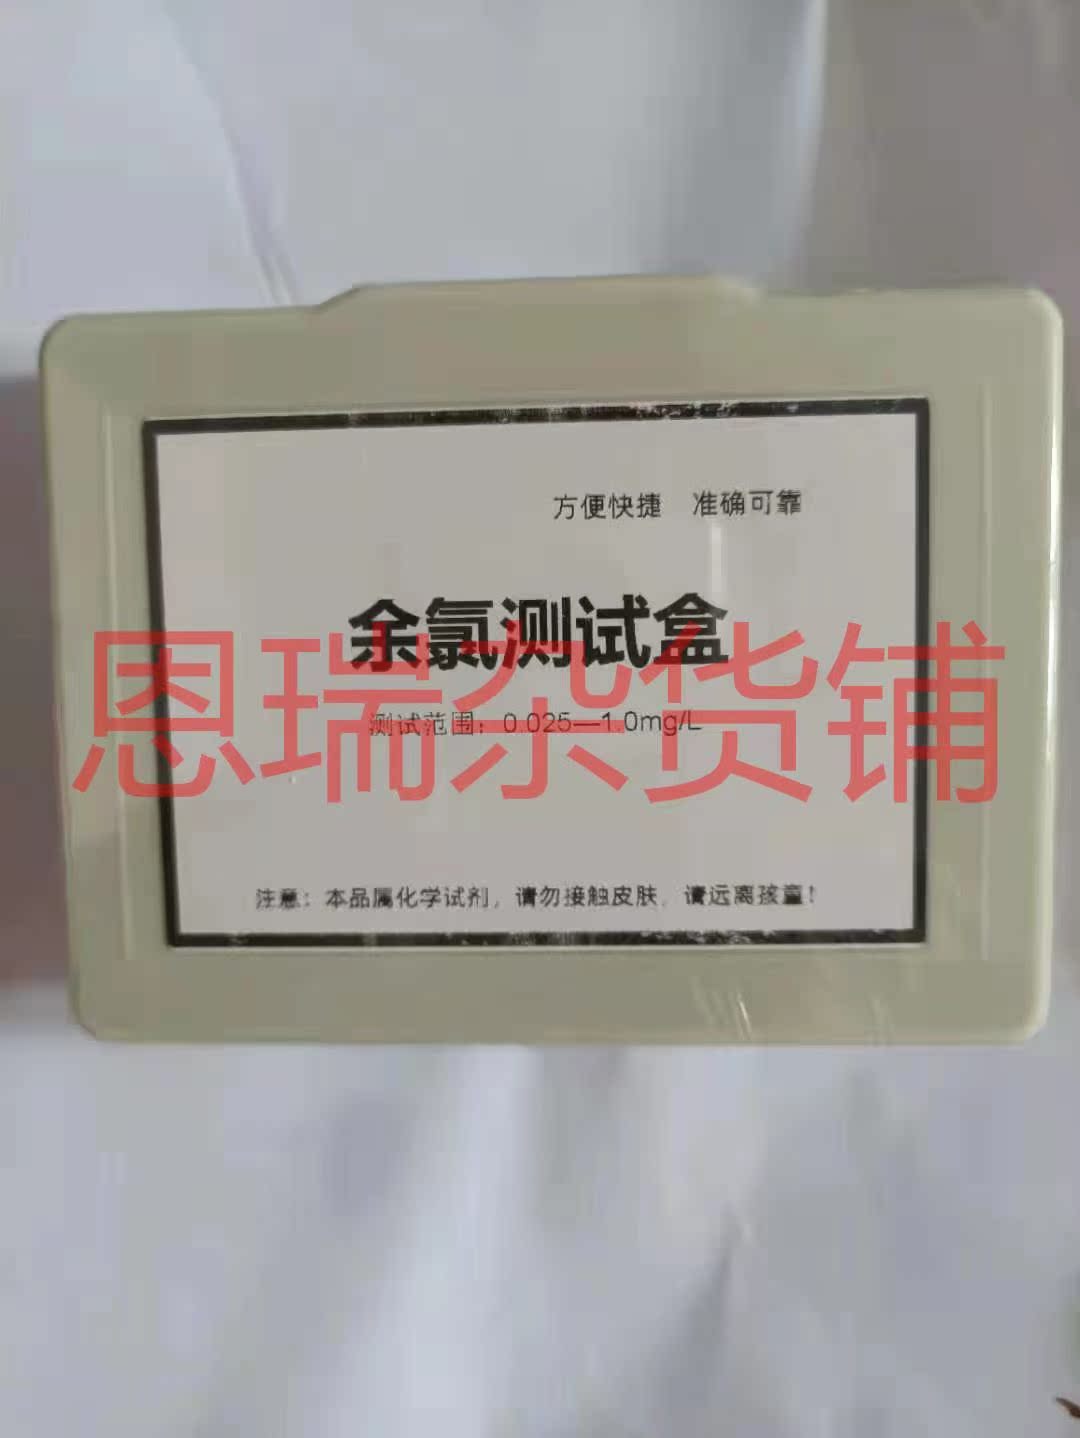 方便快捷 准确可靠
余氯测试盒
恩瑞杂货铺
测试范围：0.025—1.0mg/L
注意：本品属化学试剂，请勿接触皮肤，请远离孩童！